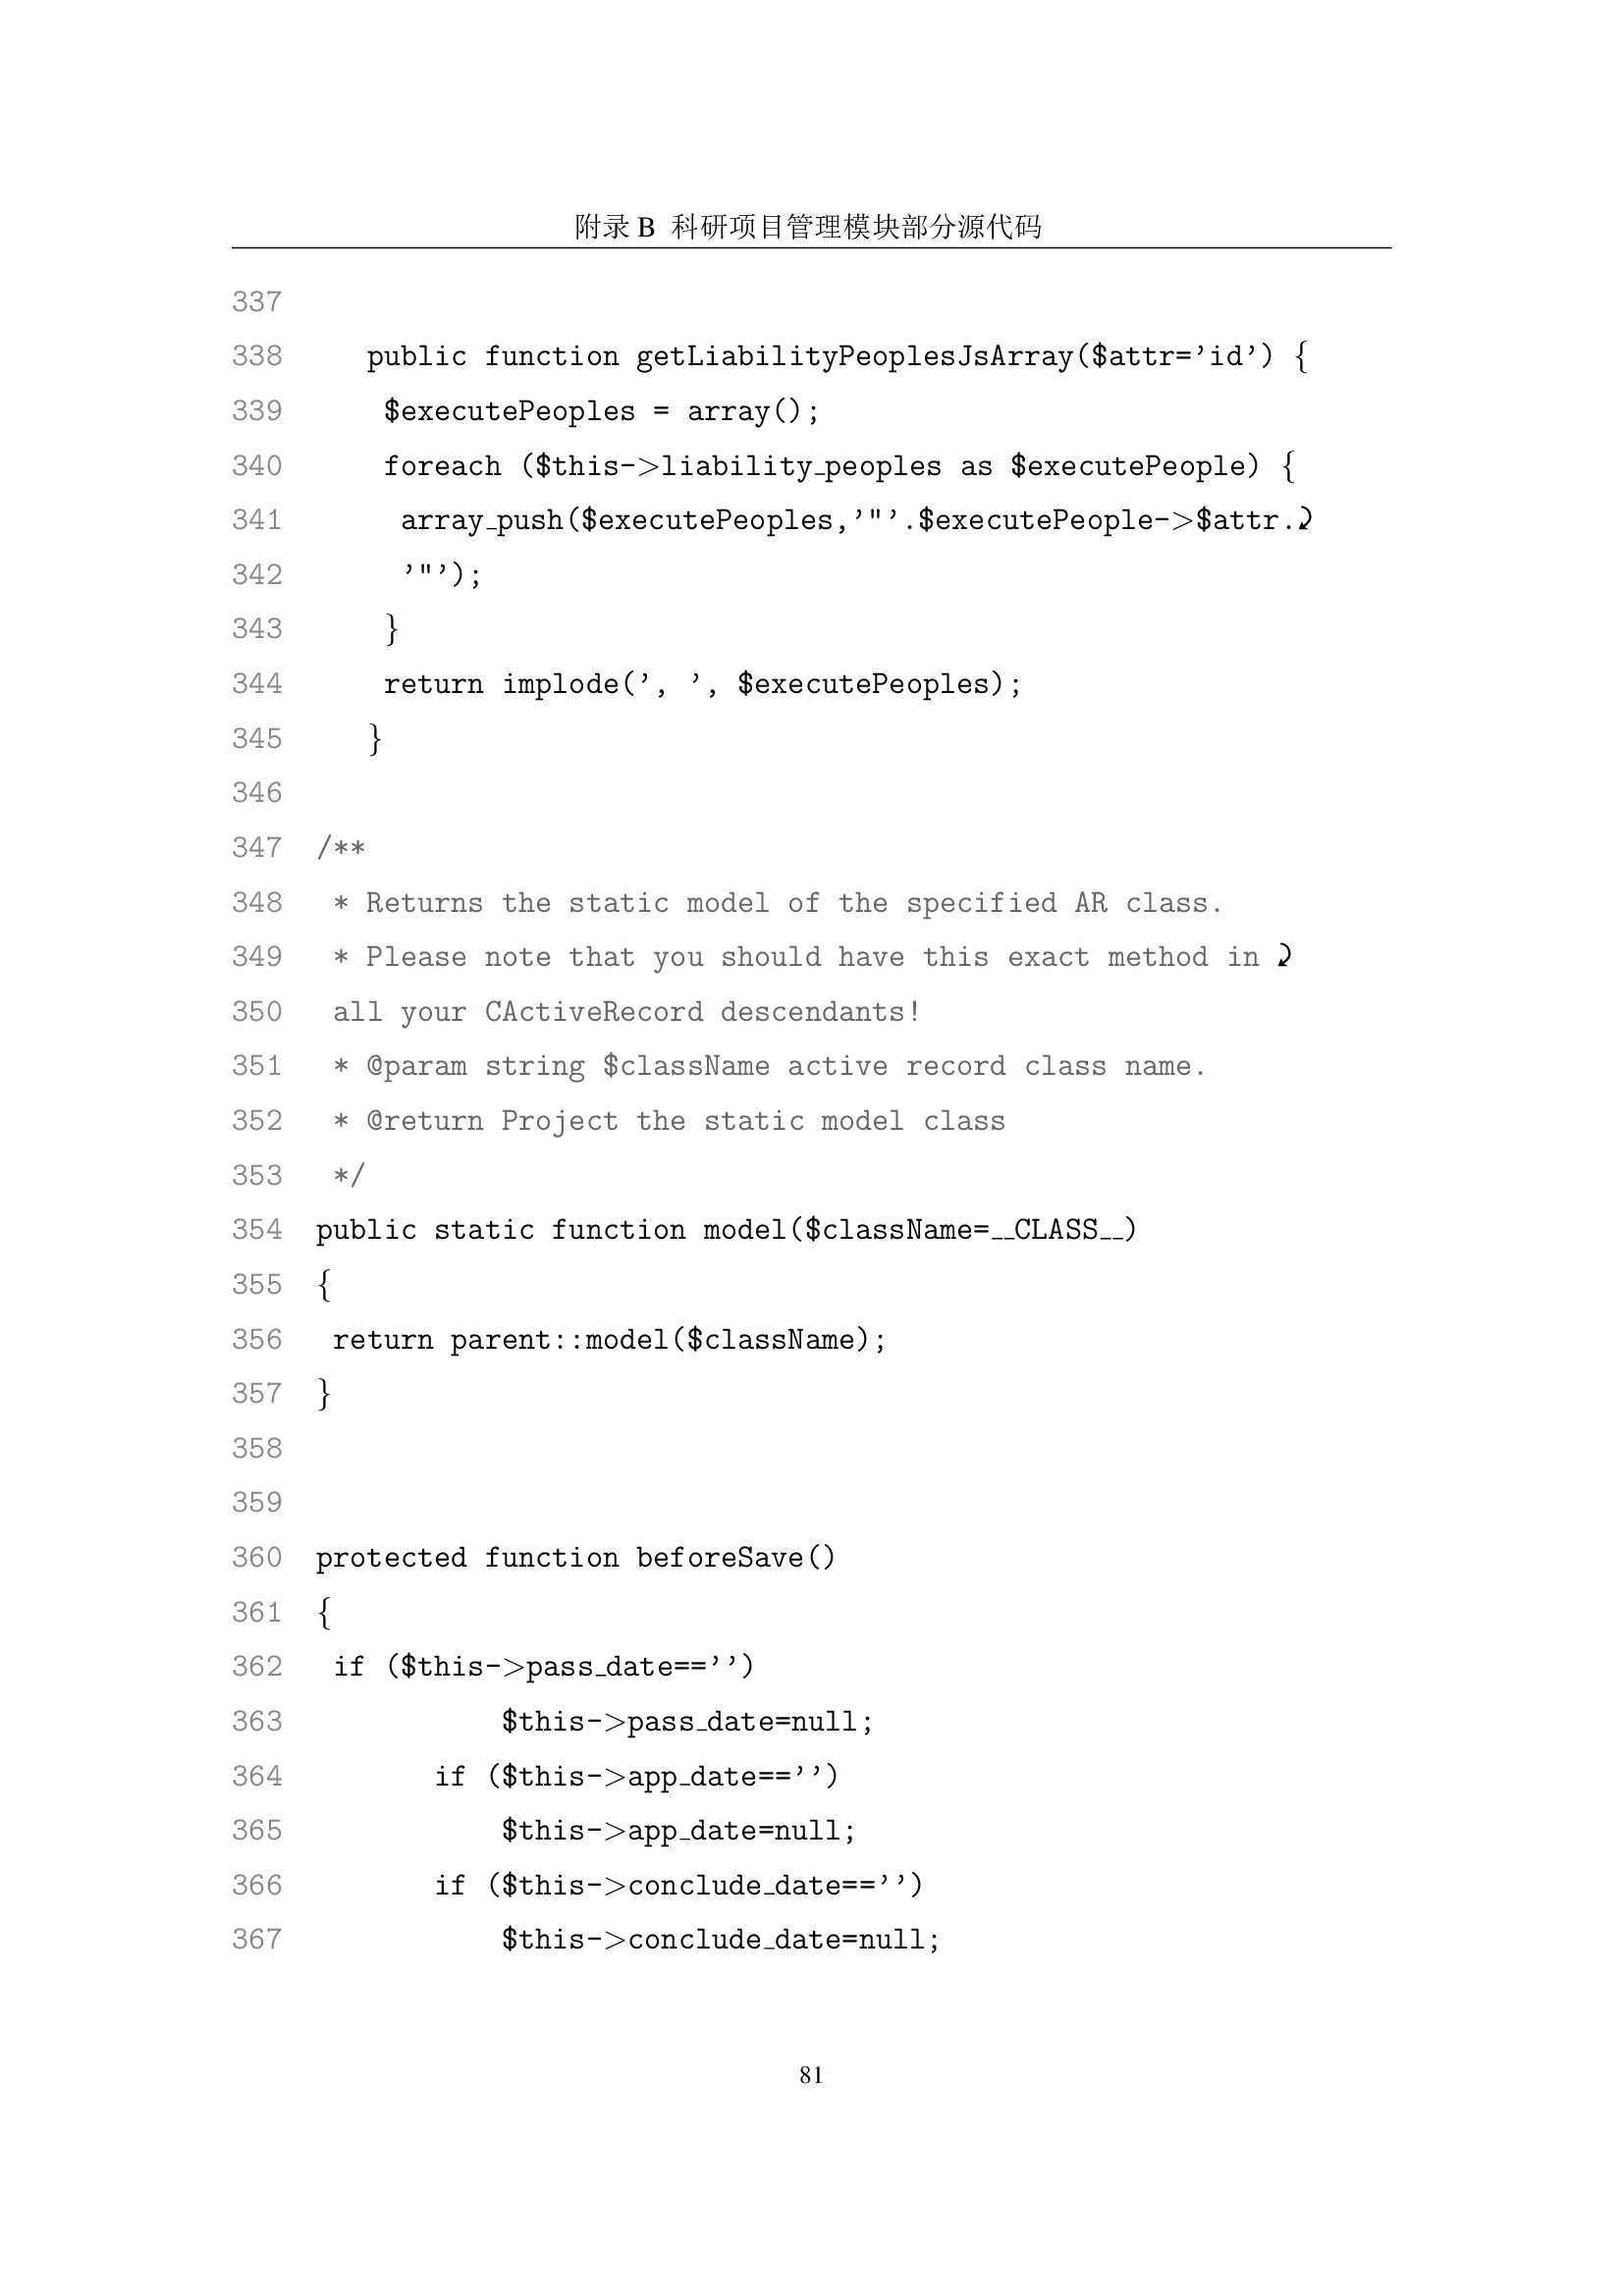 附录 B 科研项目管理模块部分源代码
337
338     public function getLiabilityPeoplesJsArray($attr='id') {
339      $executePeoples = array();
340      foreach ($this->liability_peoples as $executePeople) {
341       array_push($executePeoples,'"'.$executePeople->$attr.⤸
342       '"');
343      }
344      return implode(', ', $executePeoples);
345     }
346
347  /**
348   * Returns the static model of the specified AR class.
349   * Please note that you should have this exact method in ⤸
350   all your CActiveRecord descendants!
351   * @param string $className active record class name.
352   * @return Project the static model class
353   */
354  public static function model($className=__CLASS__)
355  {
356   return parent::model($className);
357  }
358
359
360  protected function beforeSave()
361  {
362   if ($this->pass_date=='')
363             $this->pass_date=null;
364         if ($this->app_date=='')
365             $this->app_date=null;
366         if ($this->conclude_date=='')
367             $this->conclude_date=null;
81